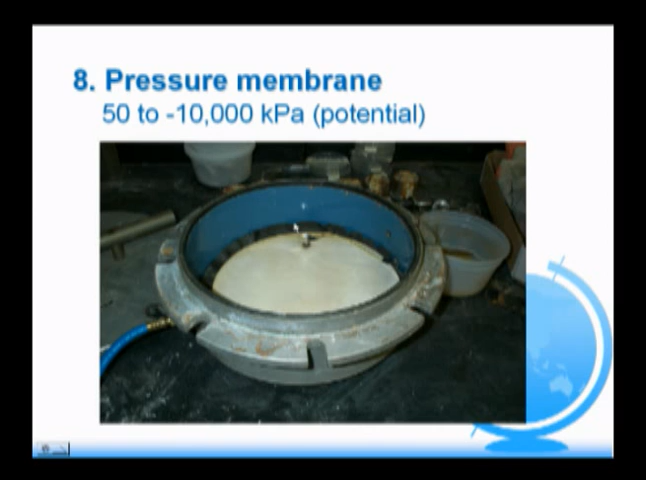 8. Pressure membrane
50 to -10,000 kPa (potential)